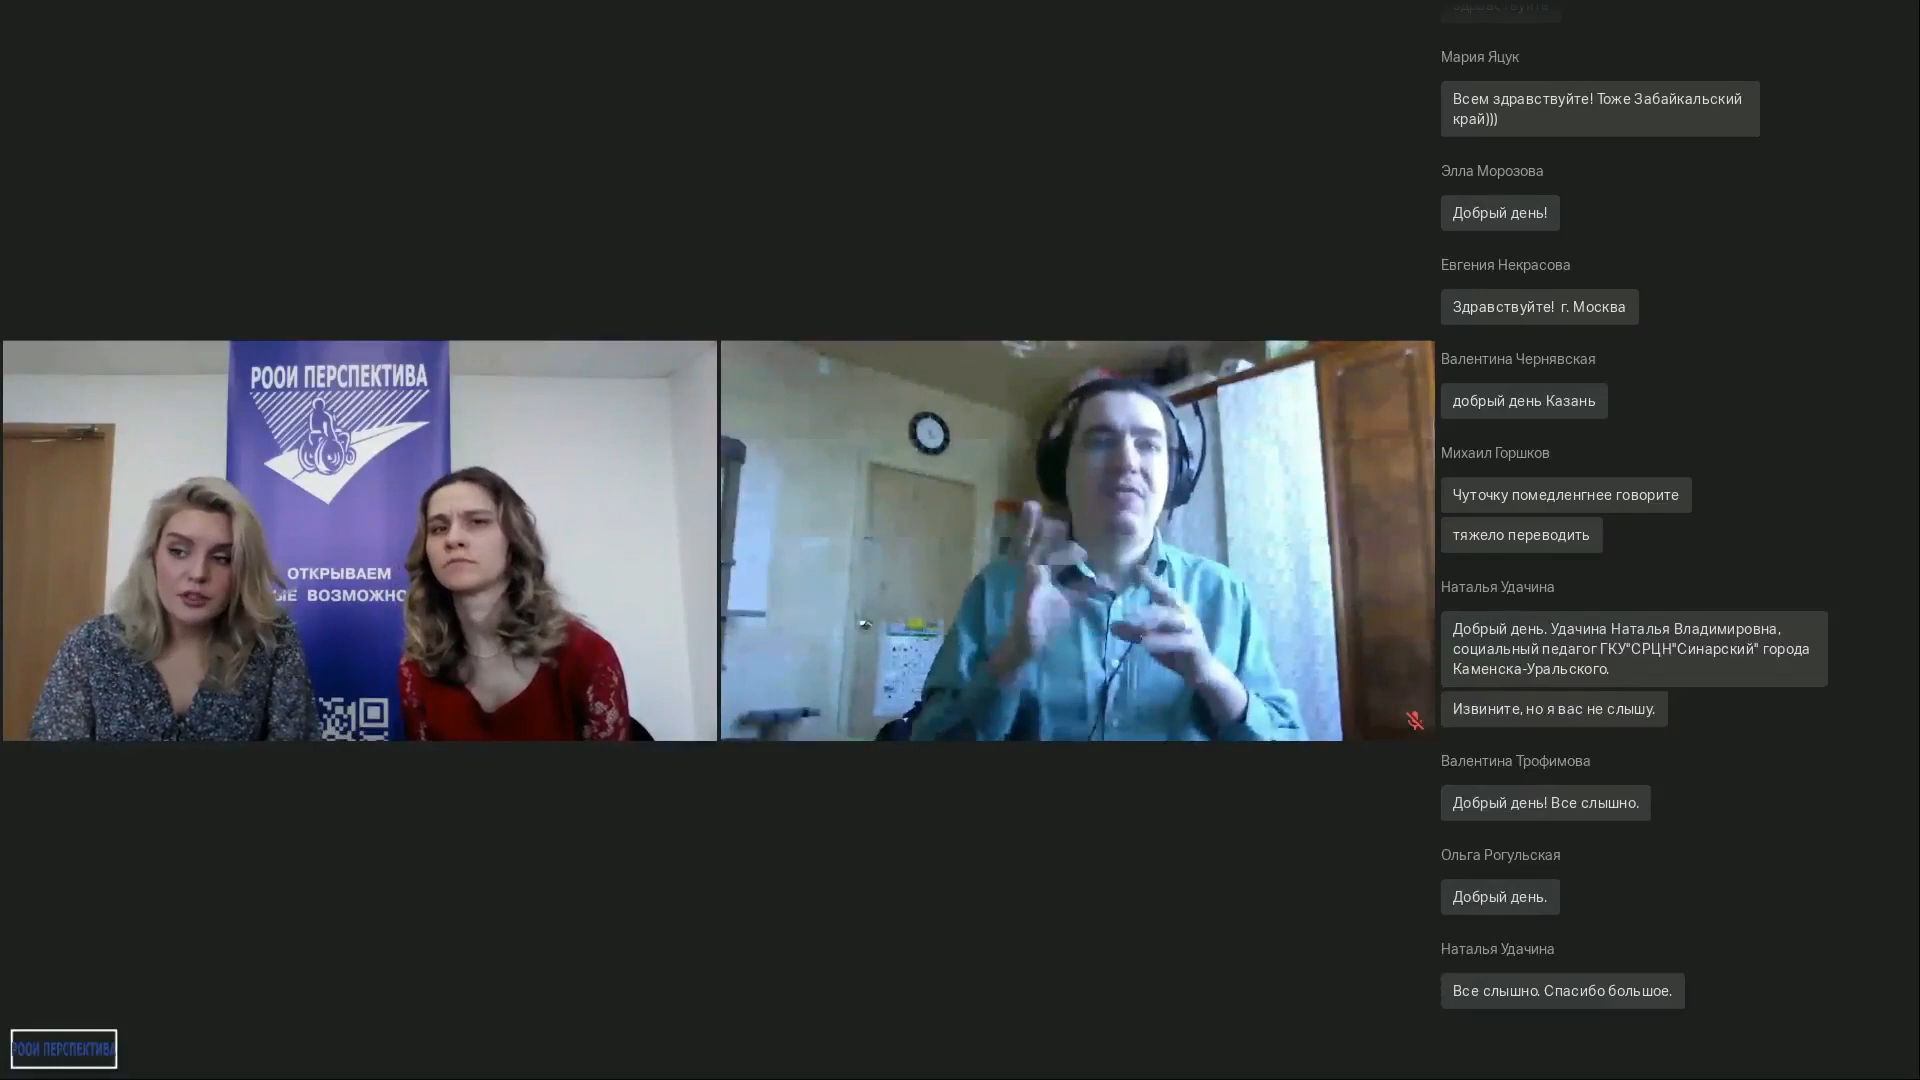 РООИ ПЕРСПЕКТИВА
ОТКРЫВАЕМ
ЫЕ ВОЗМОЖНО
здравствуйте
Мария Яцук
Всем здравствуйте! Тоже Забайкальский
край)))
Элла Морозова
Добрый день!
Евгения Некрасова
Здравствуйте! г. Москва
Валентина Чернявская
добрый день Казань
Михаил Горшков
Чуточку помедленгнее говорите
тяжело переводить
Наталья Удачина
Добрый день. Удачина Наталья Владимировна,
социальный педагог ГКУ"СРЦН"Синарский" города
Каменска-Уральского.
Извините, но я вас не слышу.
Валентина Трофимова
Добрый день! Все слышно.
Ольга Рогульская
Добрый день.
Наталья Удачина
Все слышно. Спасибо большое.
РООИ ПЕРСПЕКТИВА